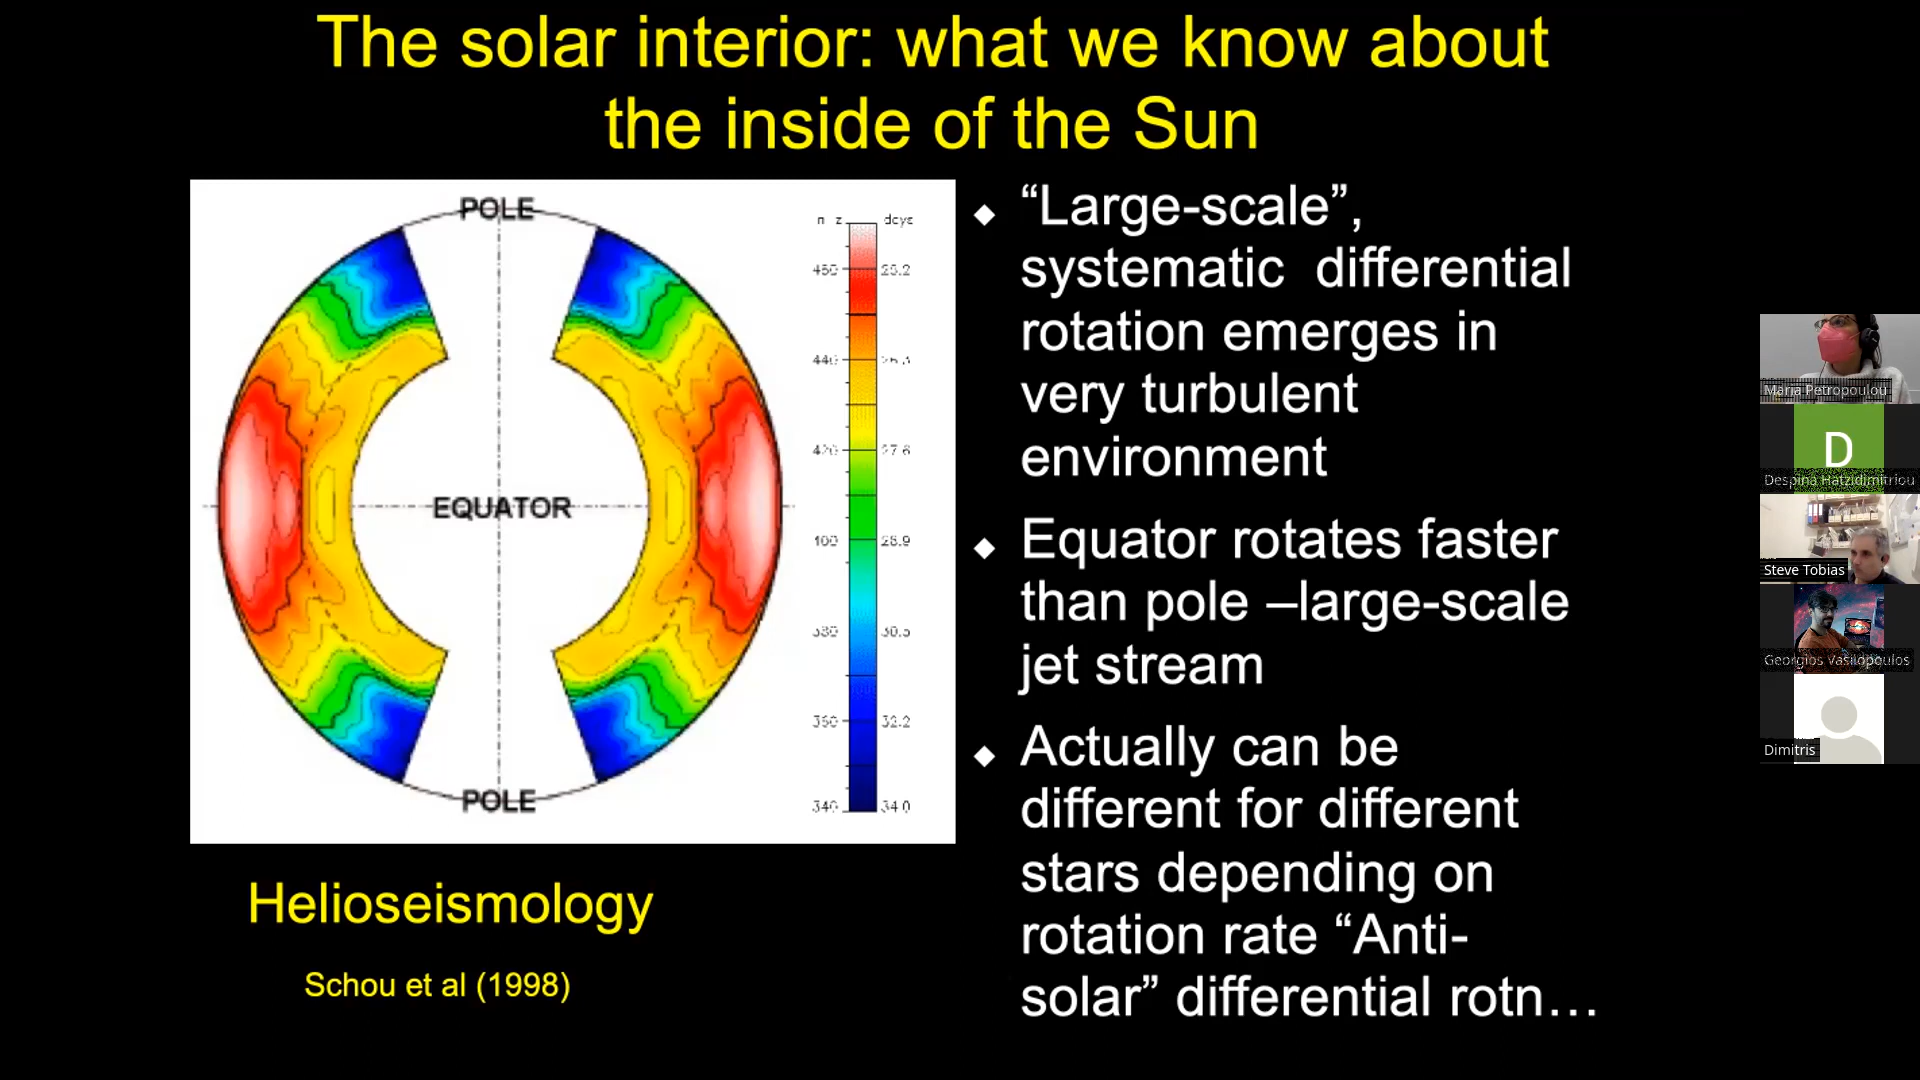 The solar interior: what we know about
the inside of the Sun
POLE
n z
days
460
25.2
440
420
27.6
EQUATOR
400
28.9
380
30.5
360
32.2
POLE
340
34.0
Helioseismology
Schou et al (1998)
“Large-scale”,
systematic differential
rotation emerges in
very turbulent
environment
Equator rotates faster
than pole –large-scale
jet stream
Actually can be
different for different
stars depending on
rotation rate “Anti-
solar” differential rotn…
Maria Petropoulou
D
Despina Hatzidimitriou
Steve Tobias
Georgios Vasilopoulos
Dimitris